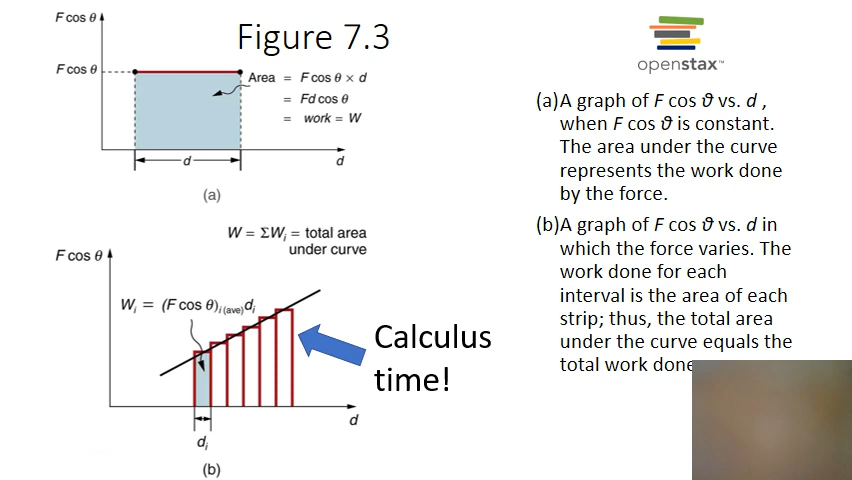 Figure 7.3
F cos θ
F cos θ
Area = F cos θ × d
= Fd cos θ
= work = W
d
d
(a)
W = ΣWᵢ = total area
under curve
F cos θ
Wᵢ = (F cos θ)ᵢ₍ₐᵥₑ₎dᵢ
Calculus
time!
d
dᵢ
(b)
openstax™
(a)A graph of F cos ϑ vs. d ,
when F cos ϑ is constant.
The area under the curve
represents the work done
by the force.
(b)A graph of F cos ϑ vs. d in
which the force varies. The
work done for each
interval is the area of each
strip; thus, the total area
under the curve equals the
total work done